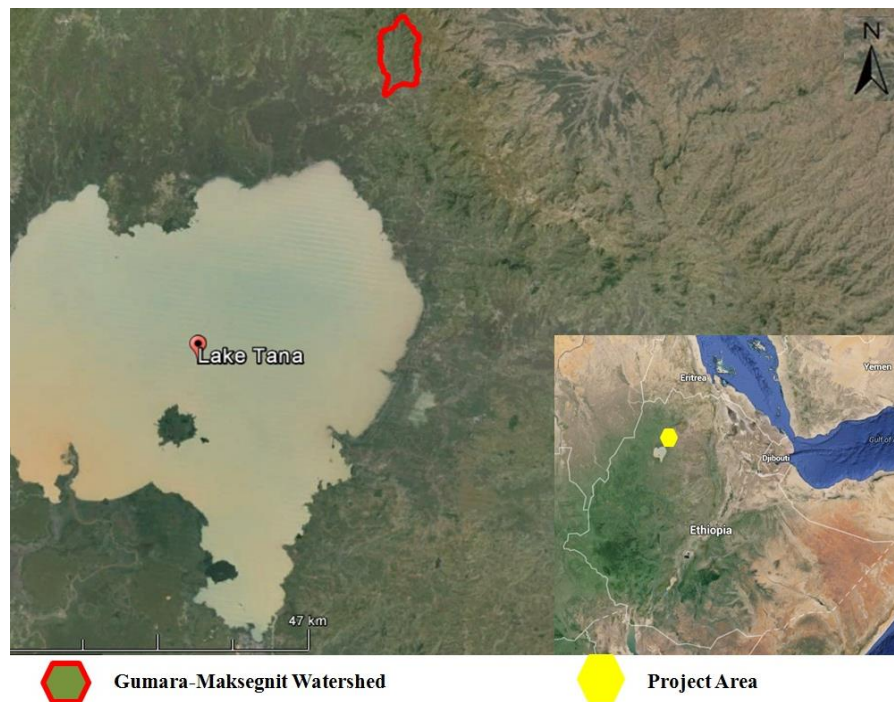 N
Lake Tana
47 km
Eritrea
Yemen
Gulf of
Djibouti
Ethiopia
Gumara-Maksegnit Watershed
Project Area